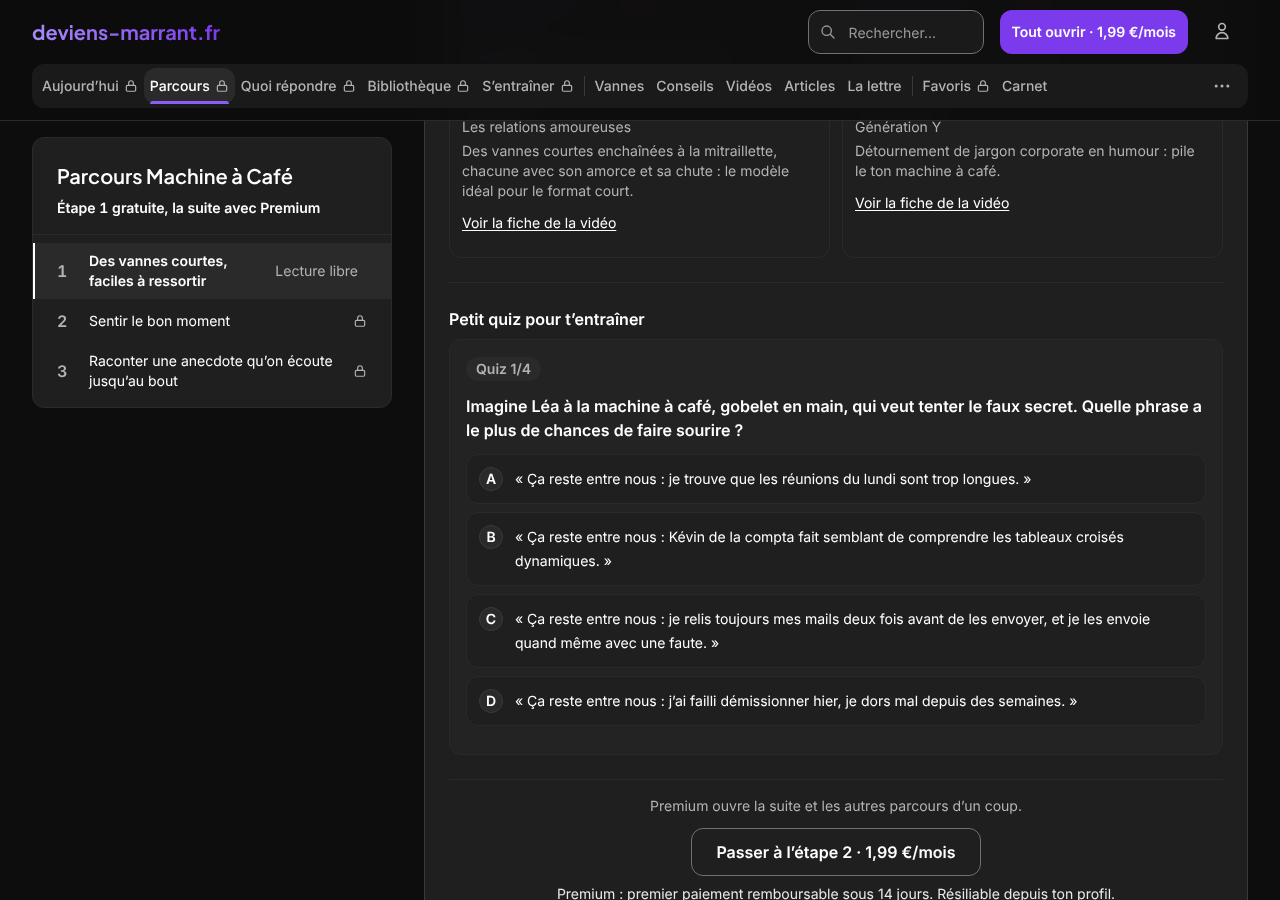 deviens-marrant.fr
Rechercher...
Tout ouvrir · 1,99 €/mois
Aujourd’hui
Parcours
Quoi répondre
Bibliothèque
S’entraîner
Vannes
Conseils
Vidéos
Articles
La lettre
Favoris
Carnet
Parcours Machine à Café
Étape 1 gratuite, la suite avec Premium
1
Des vannes courtes,
faciles à ressortir
Lecture libre
2
Sentir le bon moment
3
Raconter une anecdote qu’on écoute
jusqu’au bout
Les relations amoureuses
Des vannes courtes enchaînées à la mitraillette,
chacune avec son amorce et sa chute : le modèle
idéal pour le format court.
Voir la fiche de la vidéo
Génération Y
Détournement de jargon corporate en humour : pile
le ton machine à café.
Voir la fiche de la vidéo
Petit quiz pour t’entraîner
Quiz 1/4
Imagine Léa à la machine à café, gobelet en main, qui veut tenter le faux secret. Quelle phrase a
le plus de chances de faire sourire ?
A
« Ça reste entre nous : je trouve que les réunions du lundi sont trop longues. »
B
« Ça reste entre nous : Kévin de la compta fait semblant de comprendre les tableaux croisés
dynamiques. »
C
« Ça reste entre nous : je relis toujours mes mails deux fois avant de les envoyer, et je les envoie
quand même avec une faute. »
D
« Ça reste entre nous : j’ai failli démissionner hier, je dors mal depuis des semaines. »
Premium ouvre la suite et les autres parcours d’un coup.
Passer à l’étape 2 · 1,99 €/mois
Premium : premier paiement remboursable sous 14 jours. Résiliable depuis ton profil.